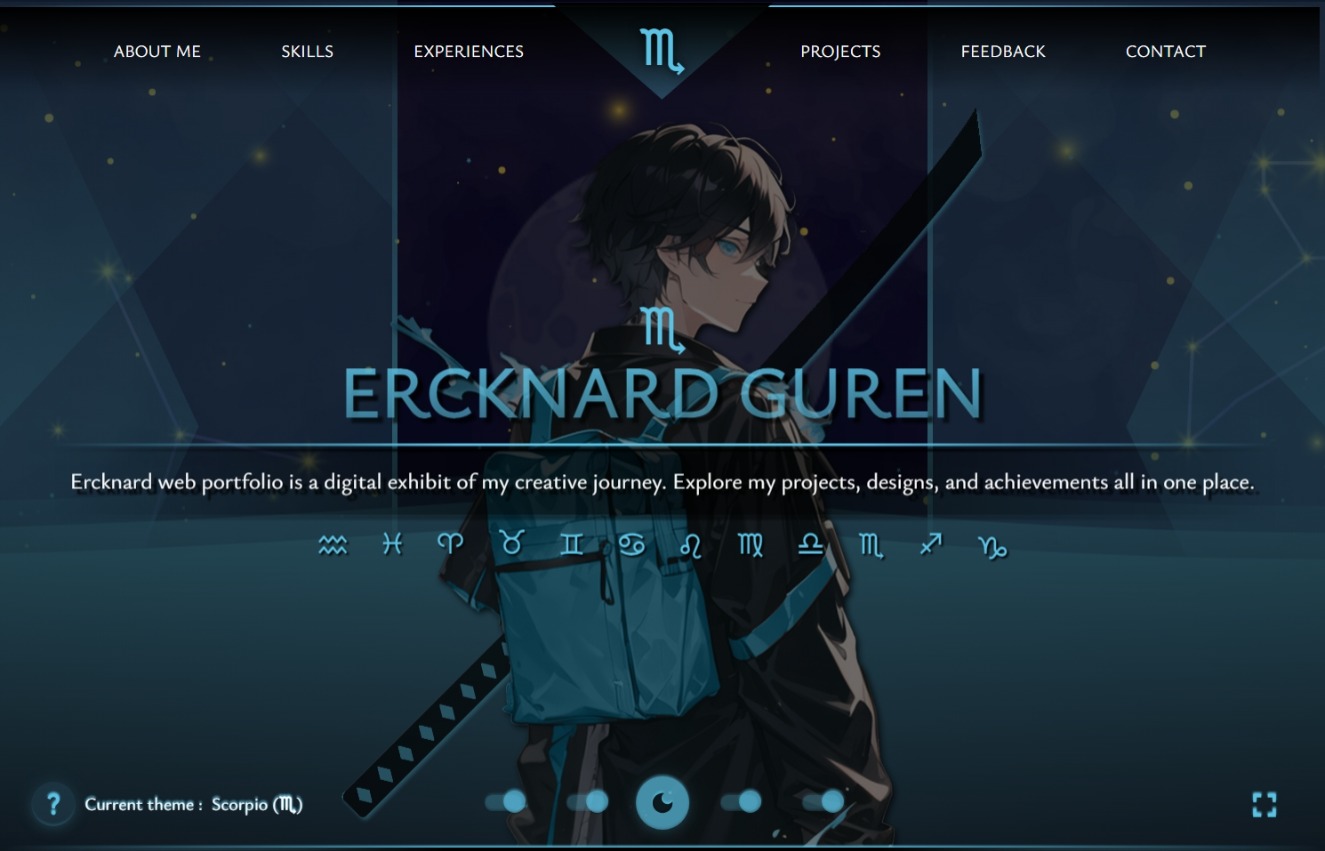 ABOUT ME
SKILLS
EXPERIENCES
♏
PROJECTS
FEEDBACK
CONTACT
♏
ERCKNARD GUREN
Ercknard web portfolio is a digital exhibit of my creative journey. Explore my projects, designs, and achievements all in one place.
♒ ♓ ♈ ♉ ♊ ♋ ♌ ♍ ♎ ♏ ♐ ♑
? Current theme : Scorpio (♏)